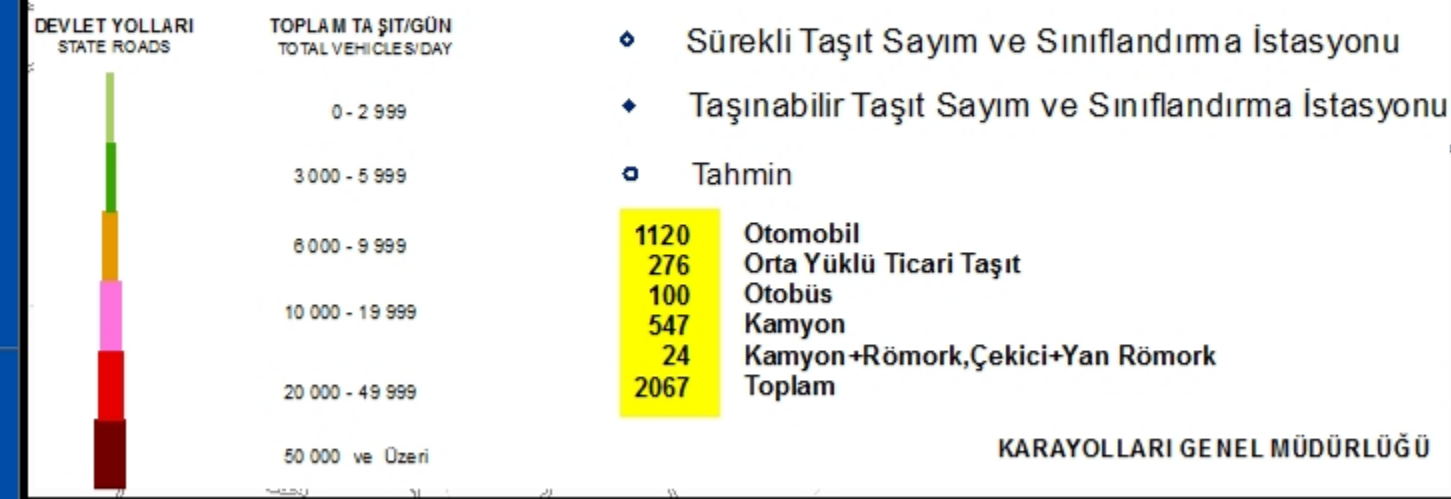 DEVLET YOLLARI
STATE ROADS
TOPLAM TAŞIT/GÜN
TOTAL VEHICLES/DAY
0 - 2 999
3 000 - 5 999
6 000 - 9 999
10 000 - 19 999
20 000 - 49 999
50 000 ve Üzeri
Sürekli Taşıt Sayım ve Sınıflandırma İstasyonu
Taşınabilir Taşıt Sayım ve Sınıflandırma İstasyonu
Tahmin
1120 Otomobil
276 Orta Yüklü Ticari Taşıt
100 Otobüs
547 Kamyon
24 Kamyon+Römork,Çekici+Yan Römork
2067 Toplam
KARAYOLLARI GENEL MÜDÜRLÜĞÜ